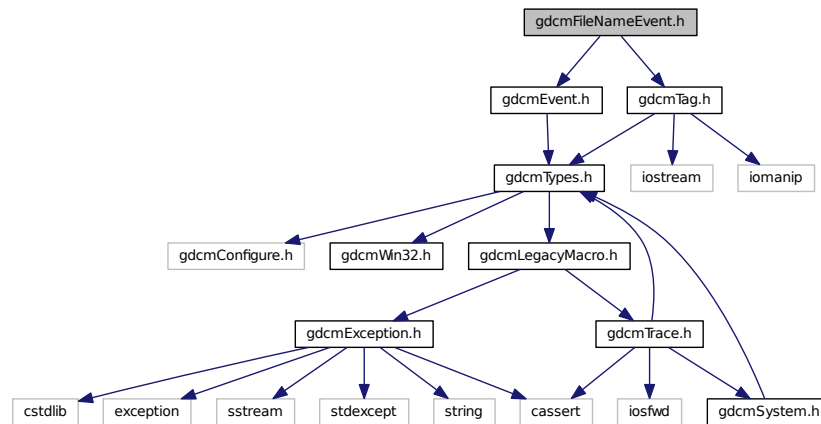 gdcmFileNameEvent.h
gdcmEvent.h
gdcmTag.h
gdcmTypes.h
iostream
iomanip
gdcmConfigure.h
gdcmWin32.h
gdcmLegacyMacro.h
gdcmException.h
gdcmTrace.h
cstdlib
exception
sstream
stdexcept
string
cassert
iosfwd
gdcmSystem.h